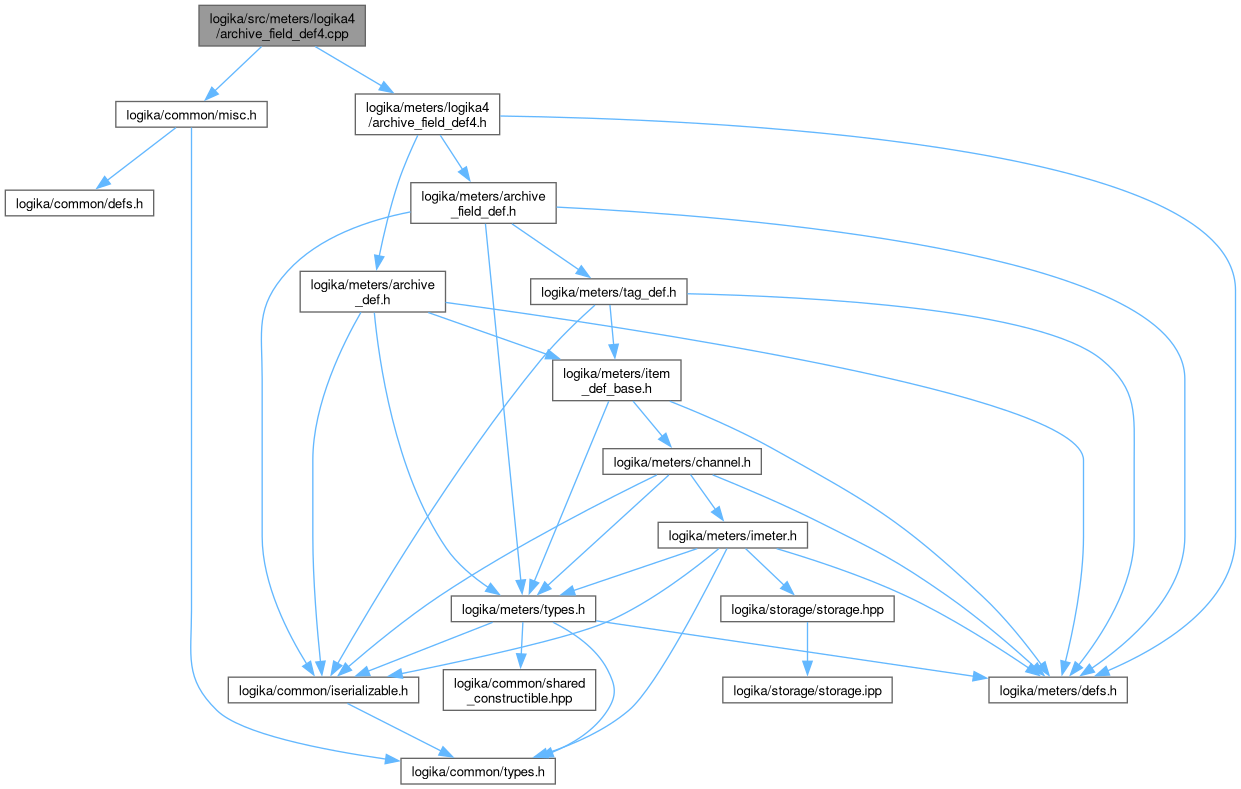 logika/src/meters/logika4
/archive_field_def4.cpp
logika/common/misc.h
logika/meters/logika4
/archive_field_def4.h
logika/common/defs.h
logika/meters/archive
_field_def.h
logika/meters/archive
_def.h
logika/meters/tag_def.h
logika/meters/item
_def_base.h
logika/meters/channel.h
logika/meters/imeter.h
logika/meters/types.h
logika/storage/storage.hpp
logika/common/iserializable.h
logika/common/shared
_constructible.hpp
logika/storage/storage.ipp
logika/meters/defs.h
logika/common/types.h